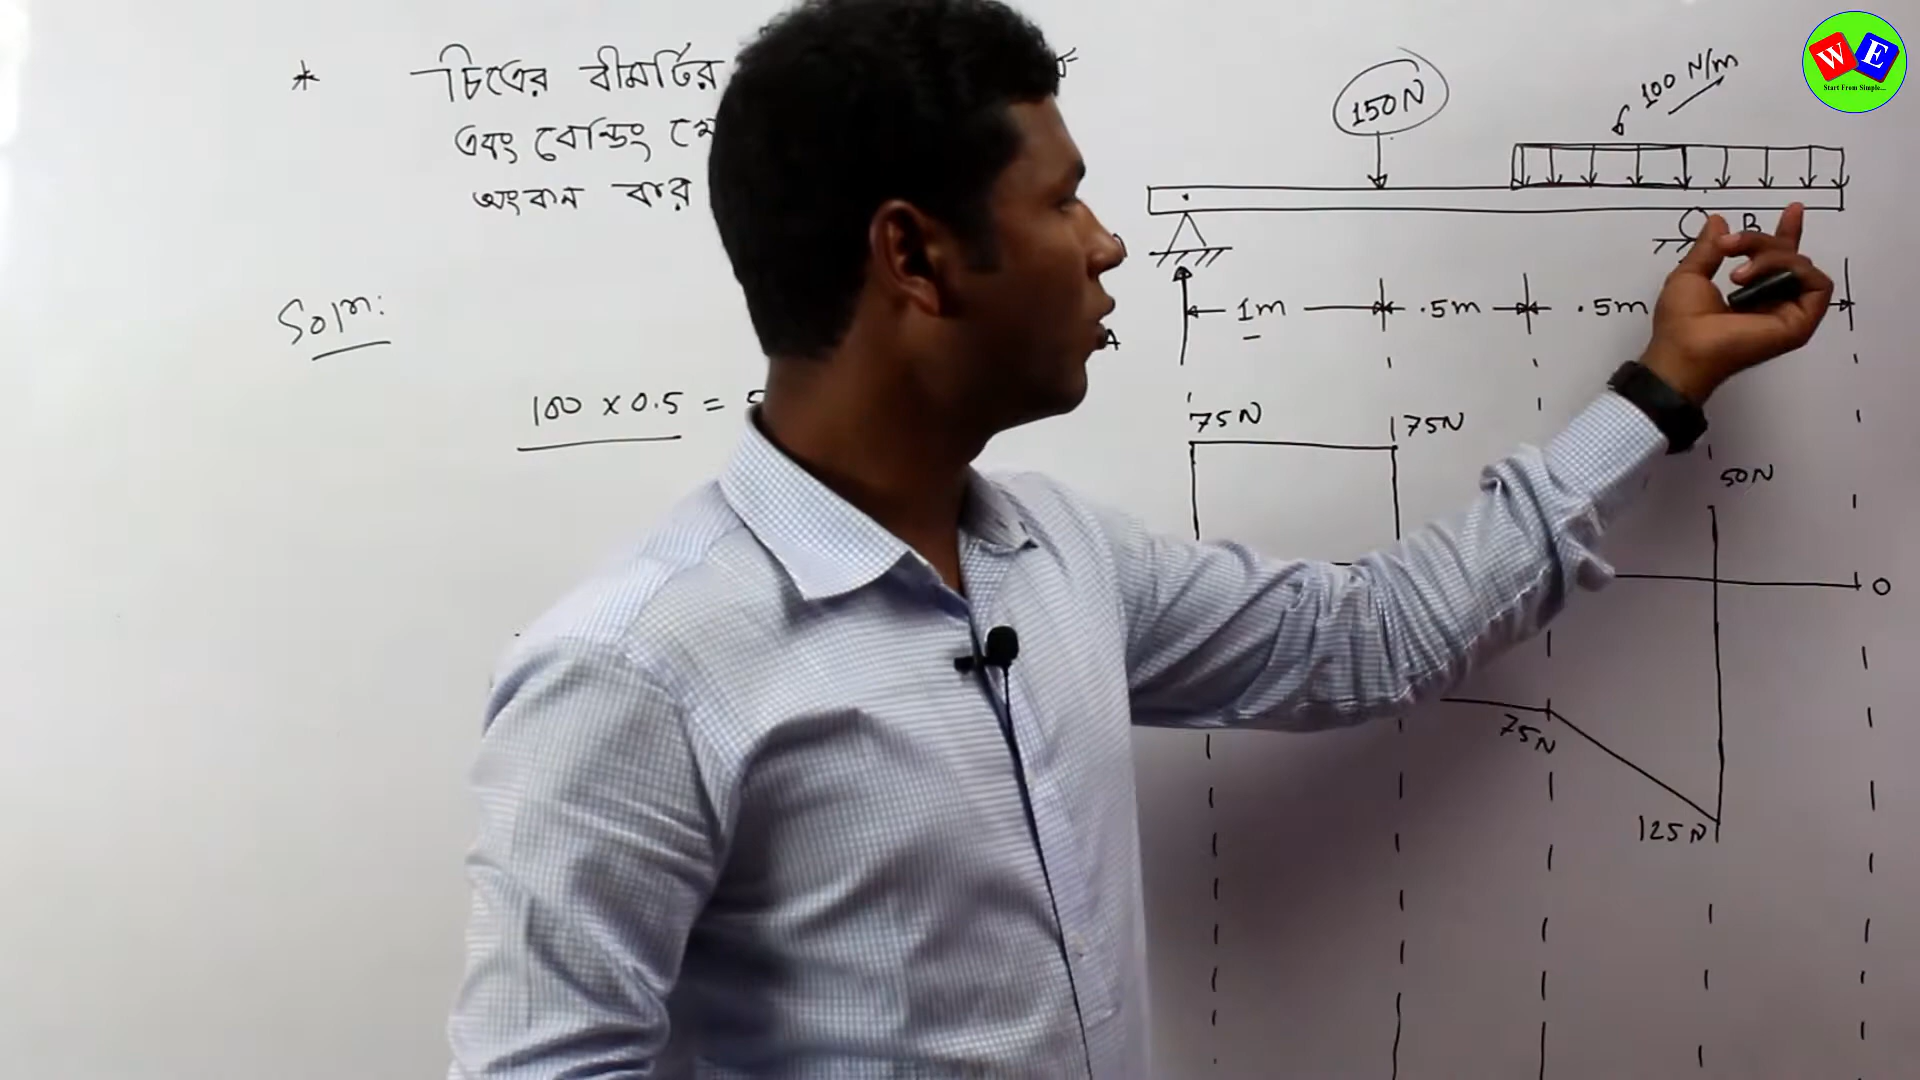 * চিত্রের বীমটির
এবং বেন্ডিং
অংকন কর
Soln:
100 x 0.5 =
150N
100 N/m
B
1m .5m .5m
A
75N 75N
50N
0
75N
125N
W E
Start From Simple...